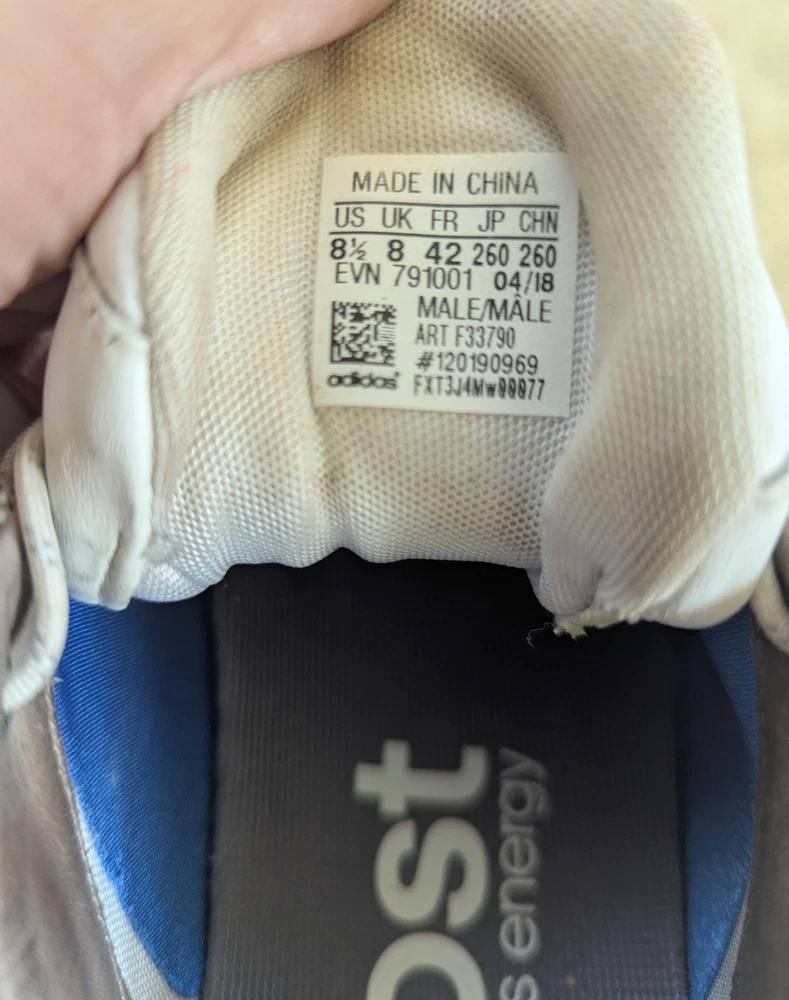 MADE IN CHINA
US UK FR JP CHN
8½ 8 42 260 260
EVN 791001 04/18
MALE/MÂLE
ART F33790
#120190969
adidas® FXT3J4Mw00077
ost
s energy